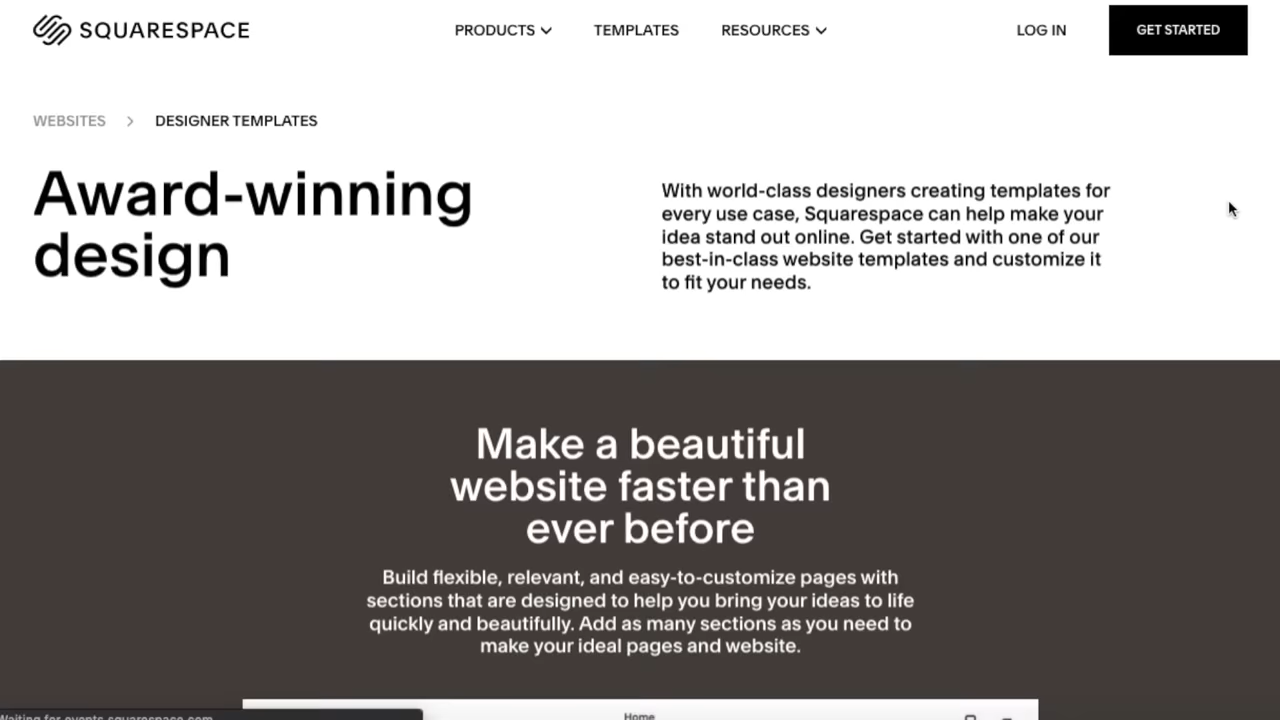 SQUARESPACE
PRODUCTS
TEMPLATES
RESOURCES
LOG IN
GET STARTED
WEBSITES
DESIGNER TEMPLATES
Award-winning
design
With world-class designers creating templates for
every use case, Squarespace can help make your
idea stand out online. Get started with one of our
best-in-class website templates and customize it
to fit your needs.
Make a beautiful
website faster than
ever before
Build flexible, relevant, and easy-to-customize pages with
sections that are designed to help you bring your ideas to life
quickly and beautifully. Add as many sections as you need to
make your ideal pages and website.
Home
Waiting for events.squarespace.com